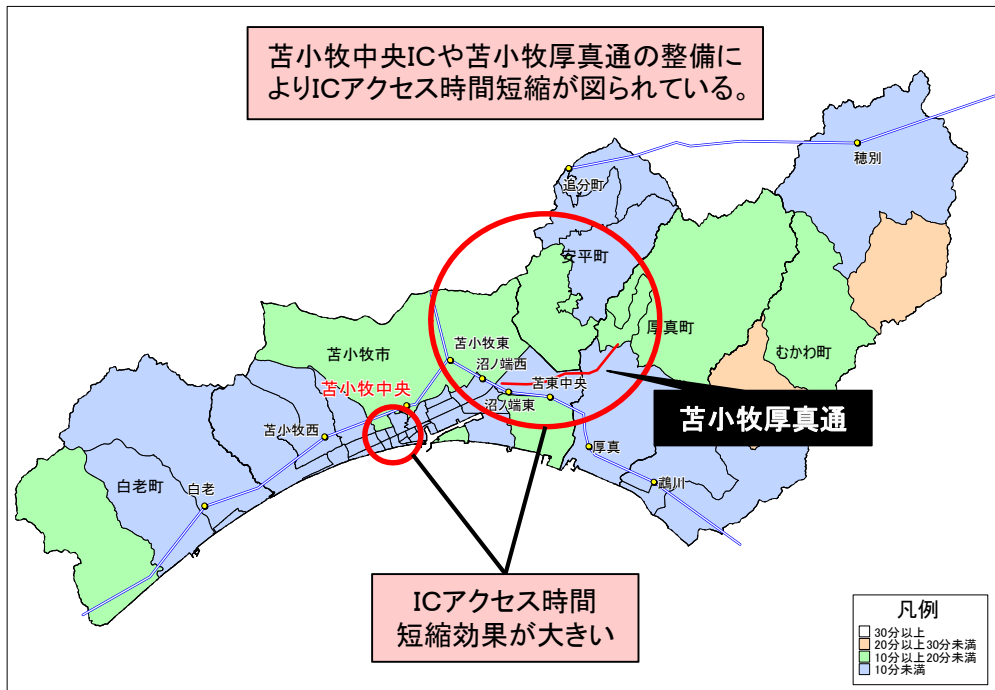 苫小牧中央ICや苫小牧厚真通の整備に
よりICアクセス時間短縮が図られている。
穂別
追分町
安平町
厚真町
むかわ町
苫小牧市
苫小牧東
沼ノ端西
苫小牧中央
沼ノ端東
苫東中央
苫小牧厚真通
苫小牧西
厚真
白老町
白老
鵡川
ICアクセス時間
短縮効果が大きい
凡例
30分以上
20分以上30分未満
10分以上20分未満
10分未満